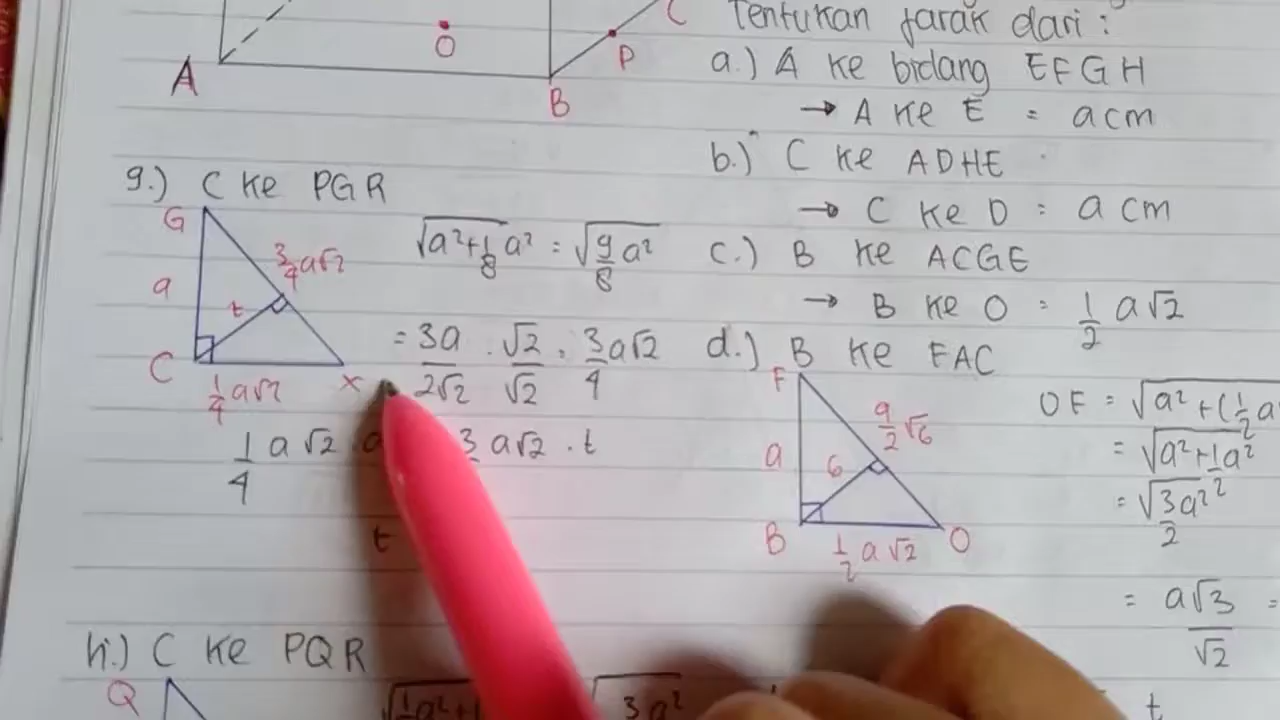 A
O
B
P
C
Tentukan jarak dari :
a.) A ke bidang EFGH
→ A ke E = a cm
b.) C ke ADHE
→ C ke D = a cm
c.) B ke ACGE
→ B ke O = 1/2 a√2
d.) B ke FAC
F
a
6
a/2 √6
B
1/2 a√2
O
OF = √a² + (1/2 a
= √a² + 1/2 a²
= √3/2 a²
= a√3/√2 =
t
g.) C ke PGR
G
a
t
3/4 a√2
C
1/4 a√2
x
√a² + 1/8 a² = √9/8 a²
= 3a/2√2 . √2/√2 = 3/4 a√2
1/4 a√2 . a 3 a√2 . t
t
h.) C ke PQR
Q